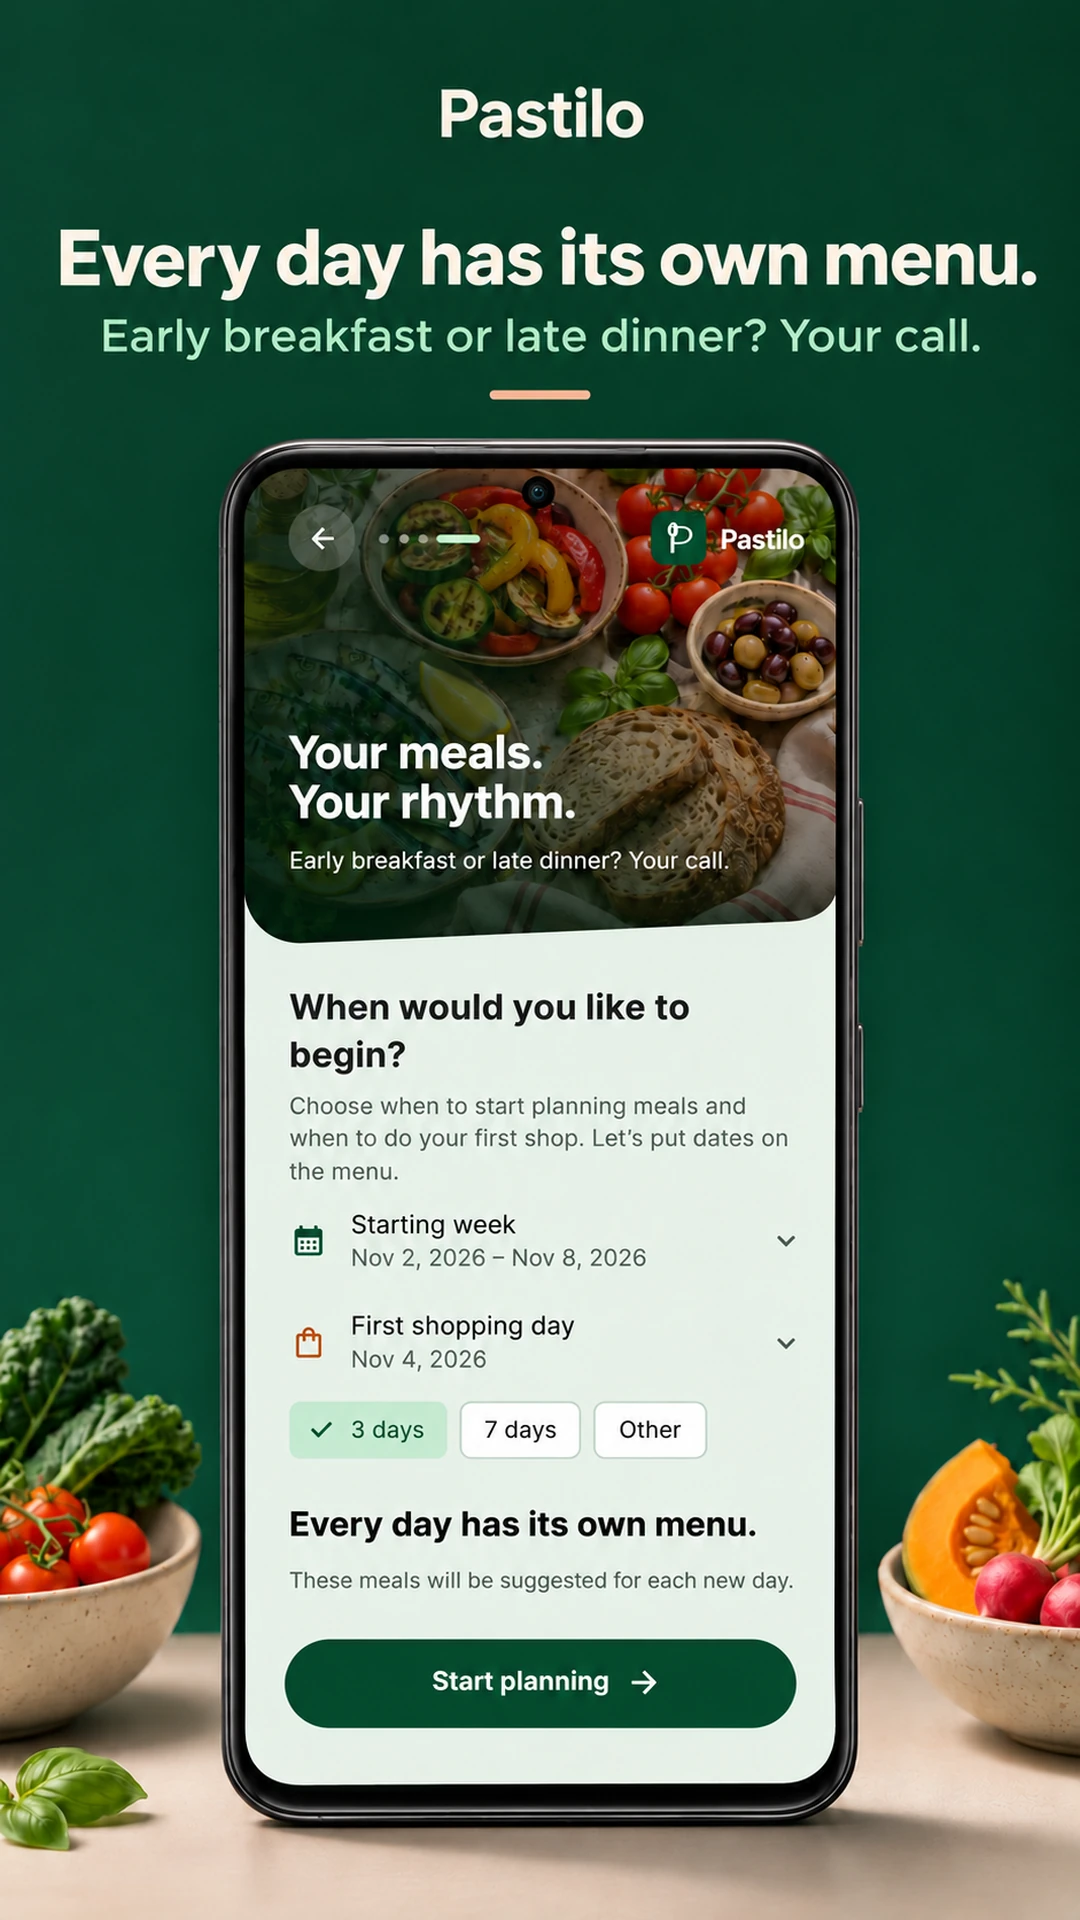 Pastilo
Every day has its own menu.
Early breakfast or late dinner? Your call.
Pastilo
Your meals.
Your rhythm.
Early breakfast or late dinner? Your call.
When would you like to
begin?
Choose when to start planning meals and
when to do your first shop. Let's put dates on
the menu.
Starting week
Nov 2, 2026 – Nov 8, 2026
First shopping day
Nov 4, 2026
3 days
7 days
Other
Every day has its own menu.
These meals will be suggested for each new day.
Start planning